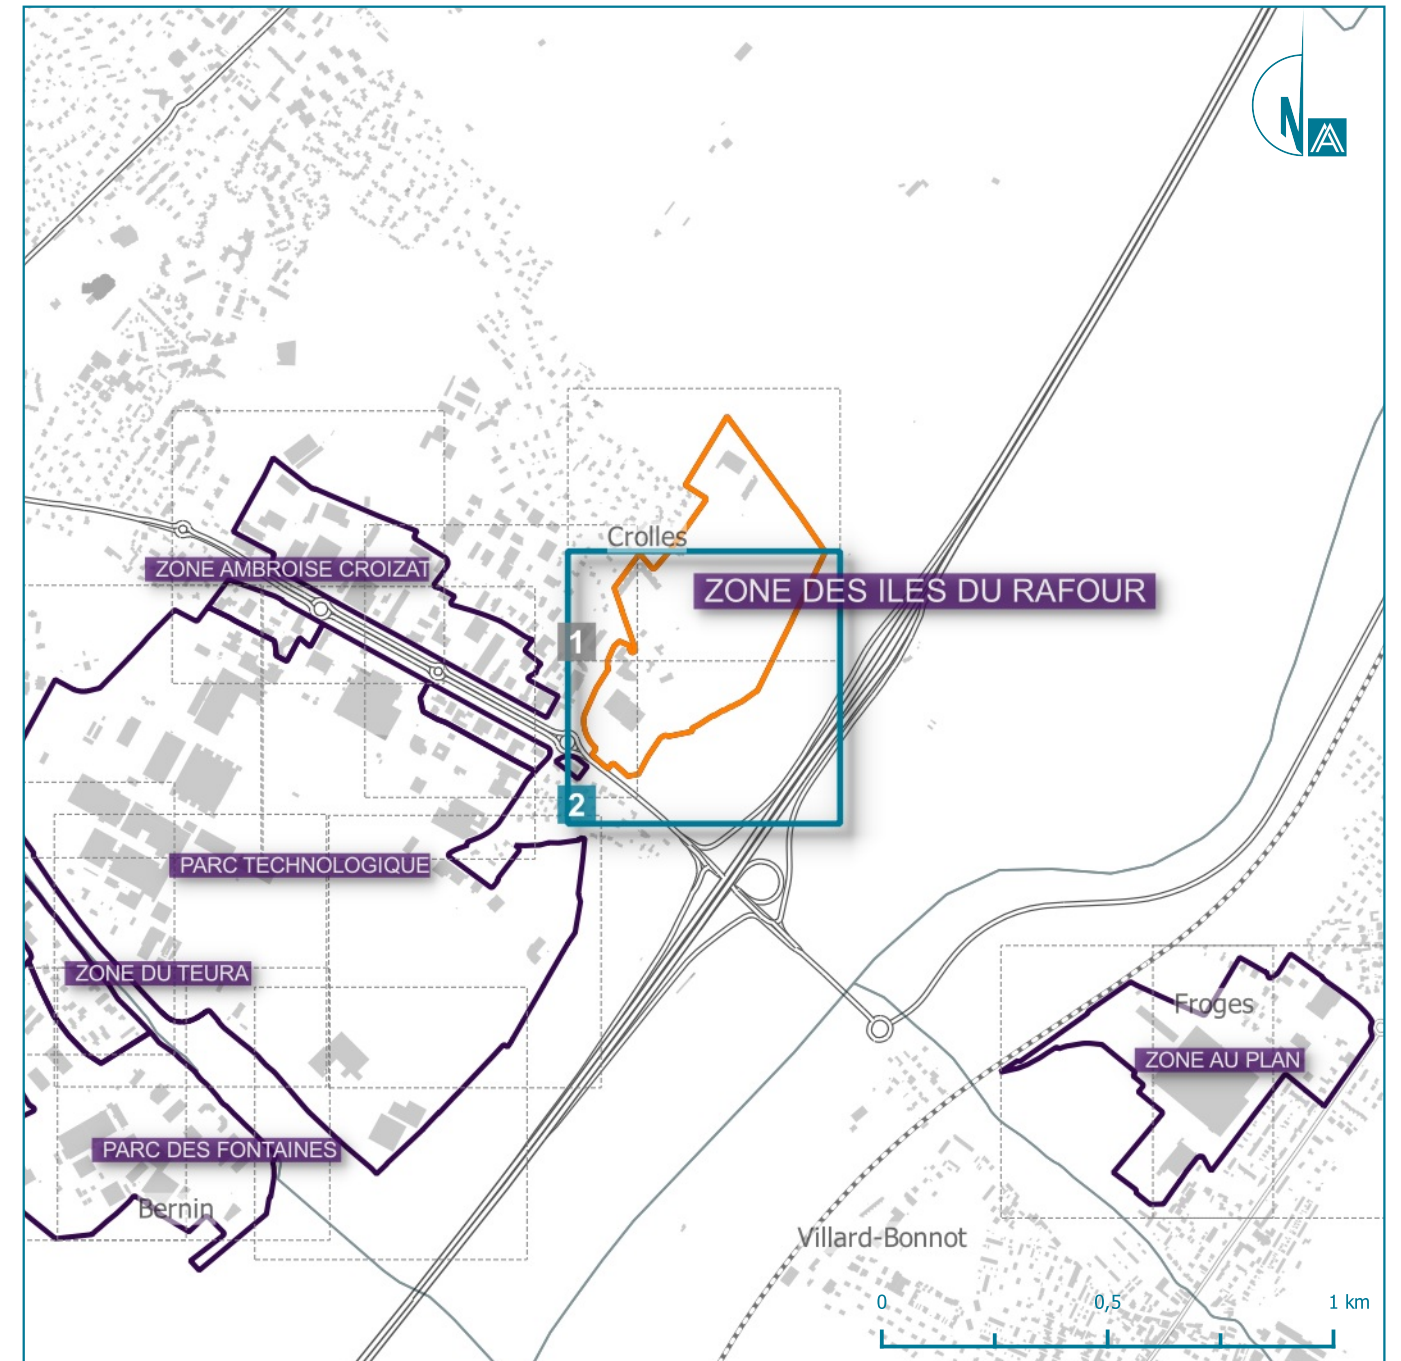 N
Crolles
ZONE AMBROISE CROIZAT
ZONE DES ILES DU RAFOUR
1
2
PARC TECHNOLOGIQUE
ZONE DU TEURA
Froges
ZONE AU PLAN
PARC DES FONTAINES
Bernin
Villard-Bonnot
0 0,5 1 km